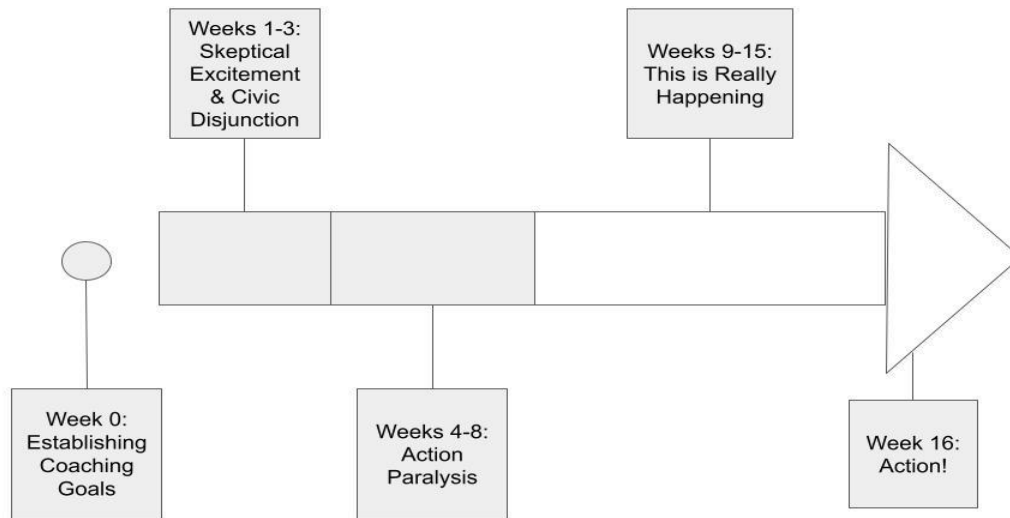 Weeks 1-3:
Skeptical
Excitement
& Civic
Disjunction
Weeks 9-15:
This is Really
Happening
Week 0:
Establishing
Coaching
Goals
Weeks 4-8:
Action
Paralysis
Week 16:
Action!